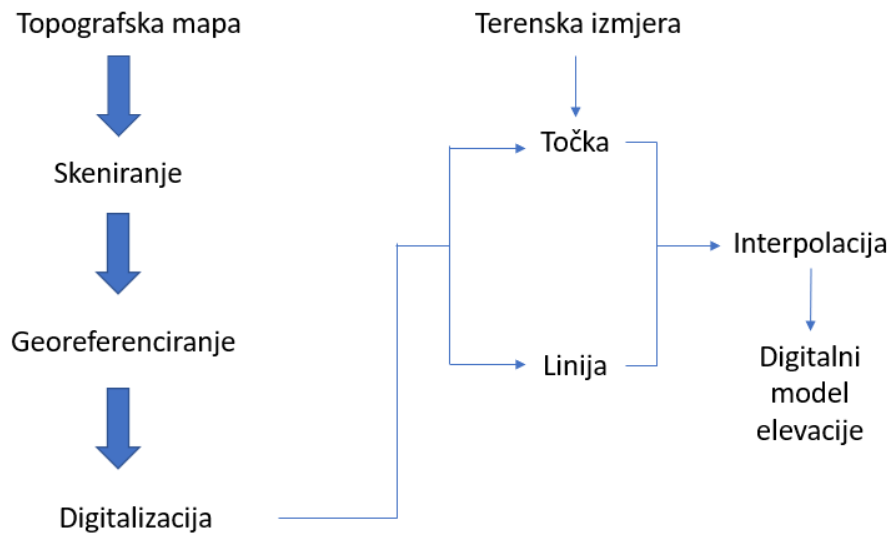 Topografska mapa
Skeniranje
Georeferenciranje
Digitalizacija
Terenska izmjera
Točka
Linija
Interpolacija
Digitalni
model
elevacije